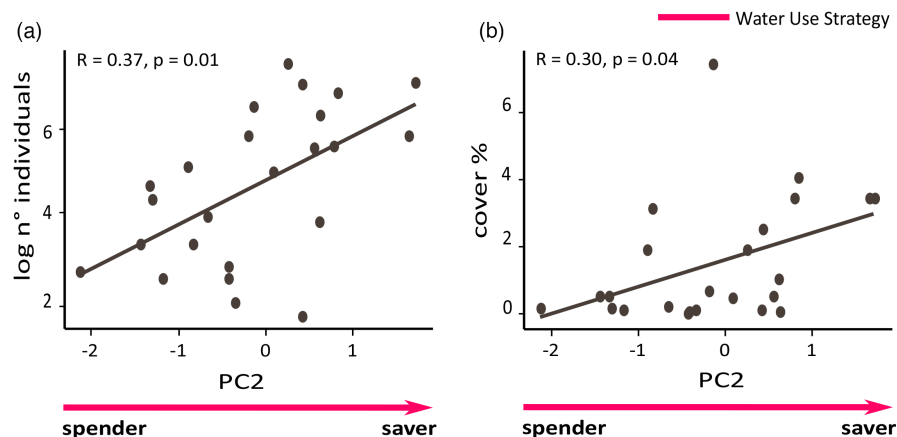 Water Use Strategy
(a)
R = 0.37, p = 0.01
log n° individuals
6
4
2
-2 -1 0 1
PC2
spender saver
(b)
R = 0.30, p = 0.04
cover %
6
4
2
0
-2 -1 0 1
PC2
spender saver